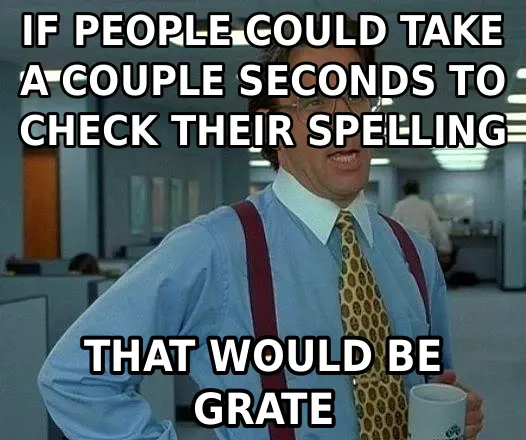 IF PEOPLE COULD TAKE
A COUPLE SECONDS TO
CHECK THEIR SPELLING
THAT WOULD BE
GRATE